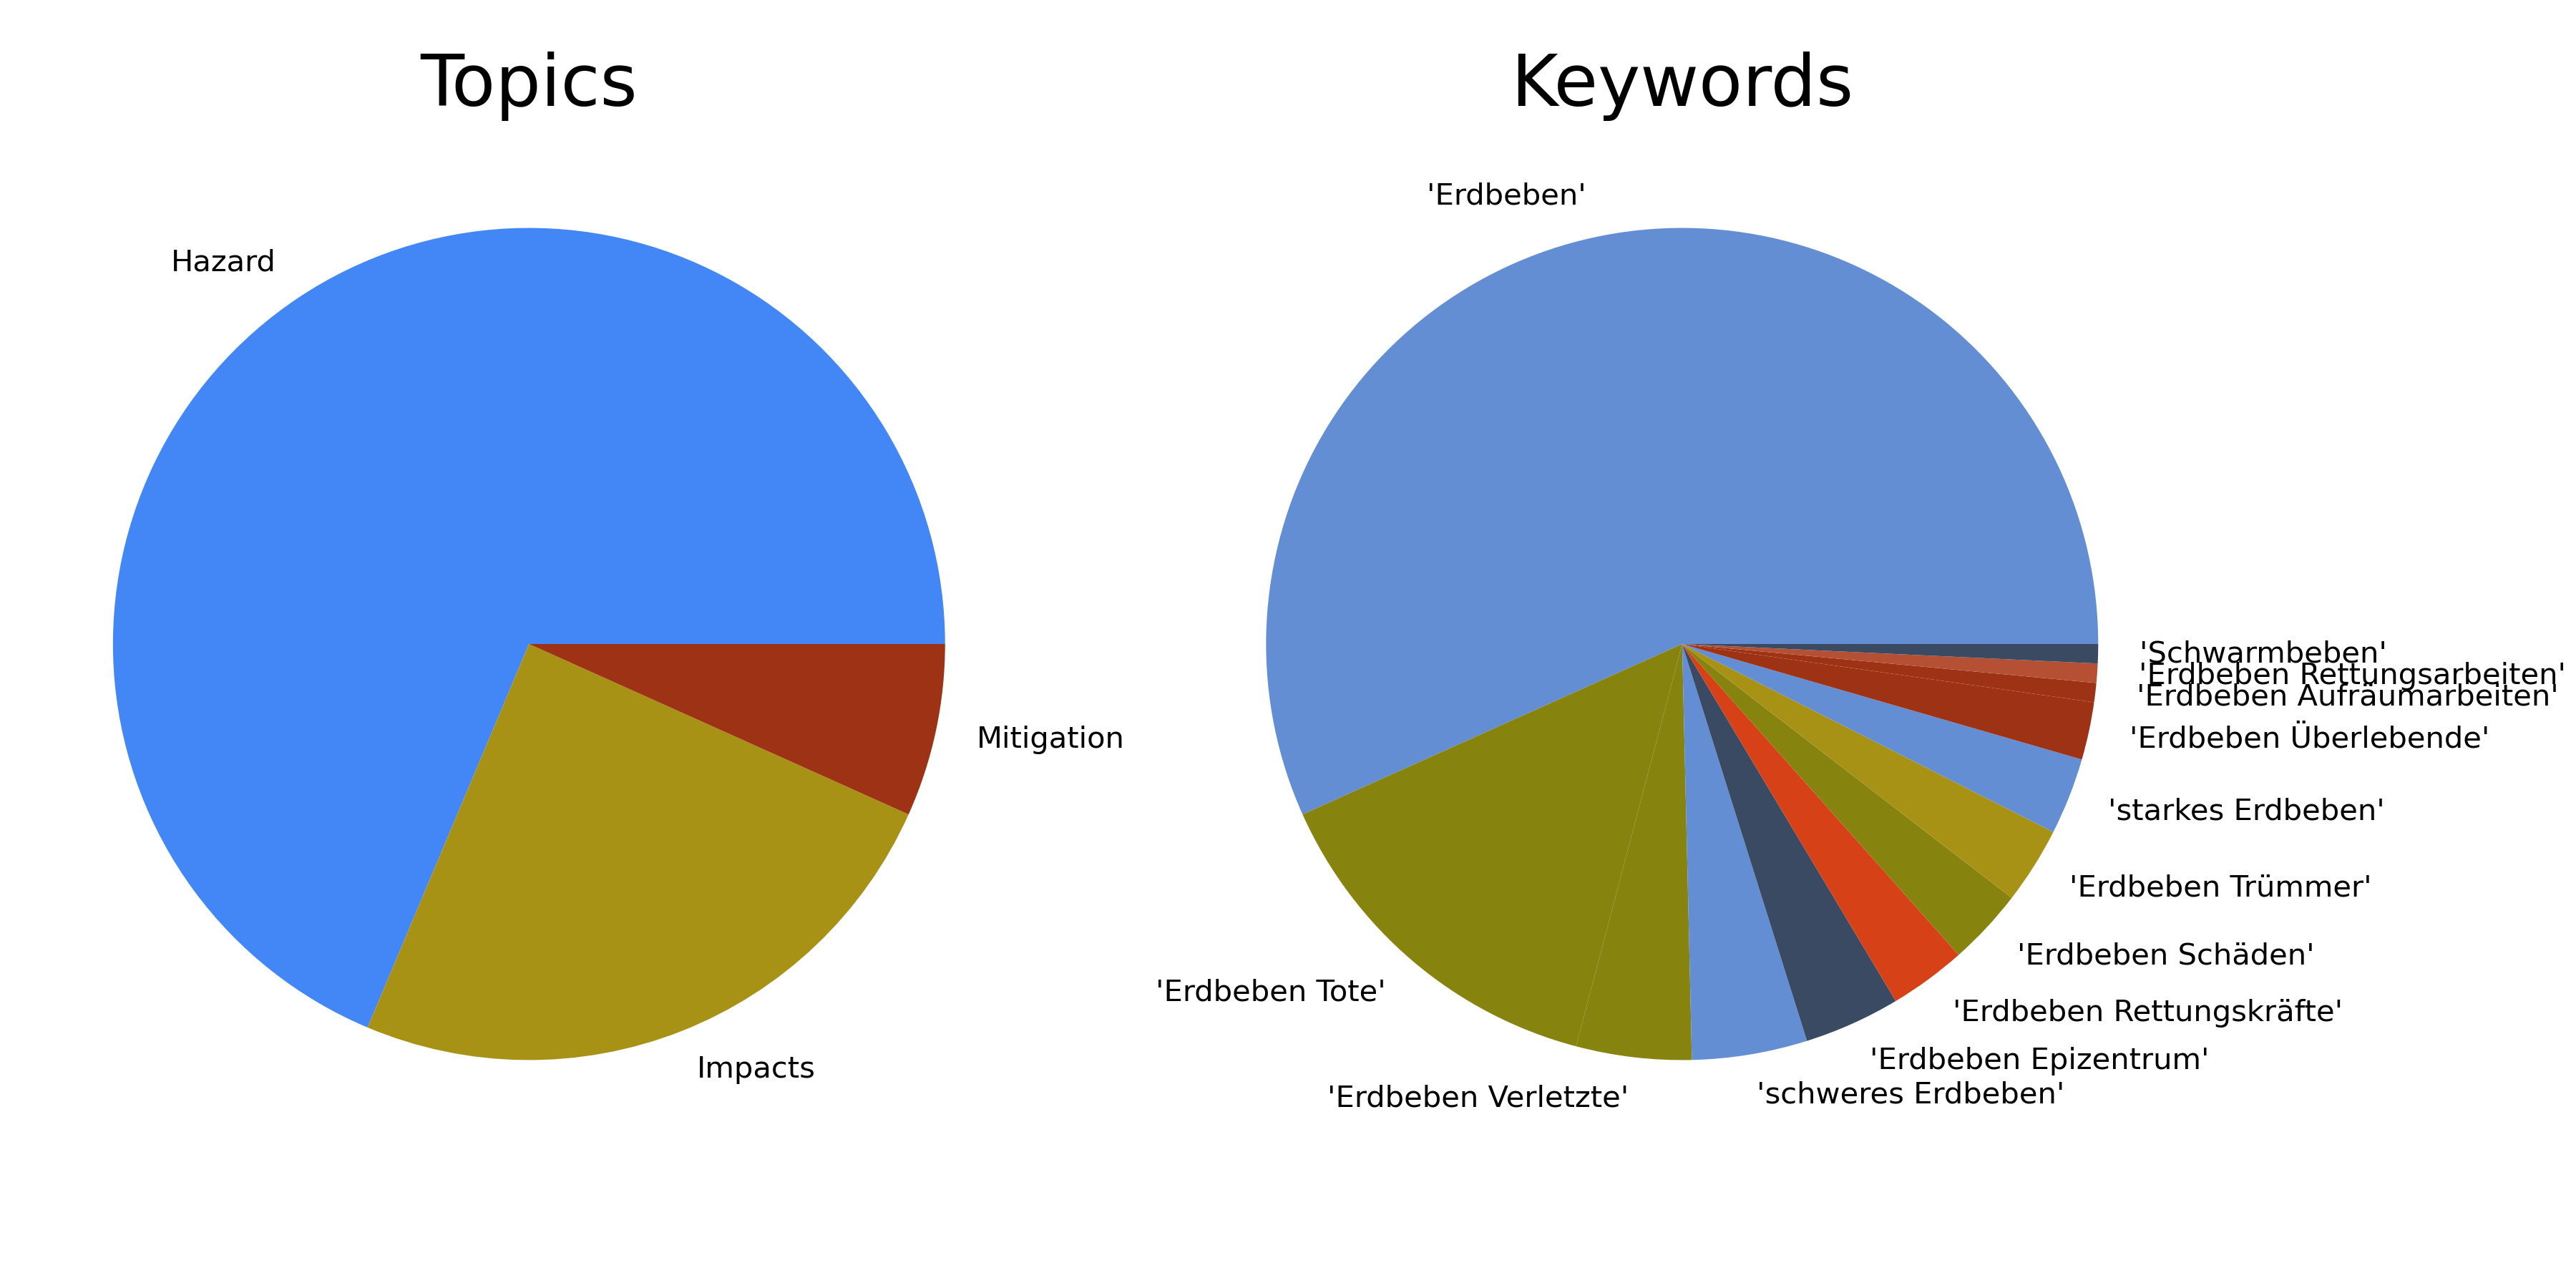 Topics
Hazard
Mitigation
Impacts
Keywords
'Erdbeben'
'Schwarmbeben'
'Erdbeben Rettungsarbeiten'
'Erdbeben Aufräumarbeiten'
'Erdbeben Überlebende'
'starkes Erdbeben'
'Erdbeben Trümmer'
'Erdbeben Schäden'
'Erdbeben Tote'
'Erdbeben Rettungskräfte'
'Erdbeben Epizentrum'
'schweres Erdbeben'
'Erdbeben Verletzte'